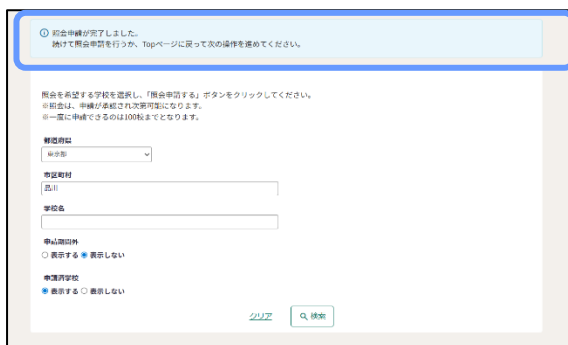 照会申請が完了しました。
続けて照会申請を行うか、Topページに戻って次の操作を進めてください。
照会を希望する学校を選択し、「照会申請する」ボタンをクリックしてください。
※照会は、申請が承認され次第可能になります。
※一度に申請できるのは100校までとなります。
都道府県
東京都
市区町村
品川
学校名
申請期間外
表示する 表示しない
申請済学校
表示する 表示しない
クリア 検索